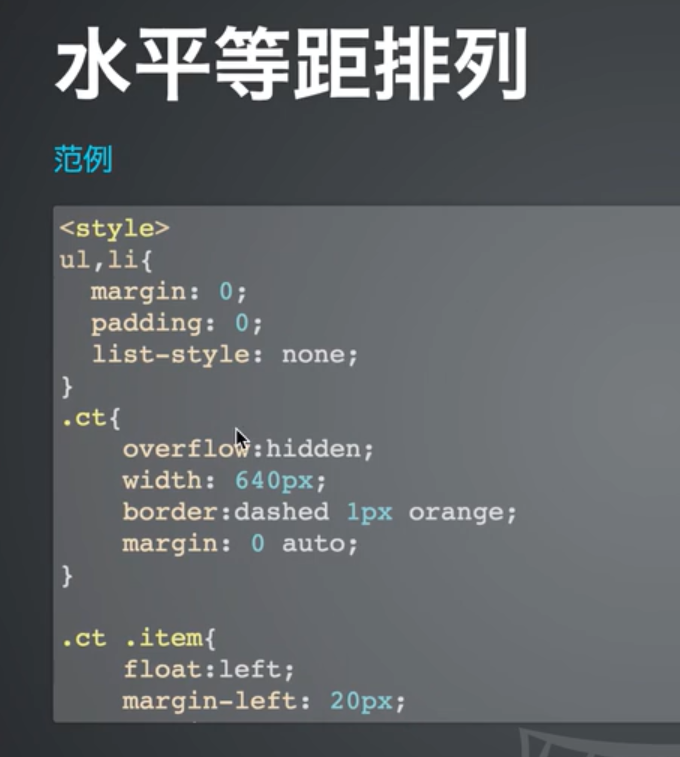 水平等距排列
范例
<style>
ul,li{
  margin: 0;
  padding: 0;
  list-style: none;
}
.ct{
    overflow:hidden;
    width: 640px;
    border:dashed 1px orange;
    margin: 0 auto;
}

.ct .item{
    float:left;
    margin-left: 20px;